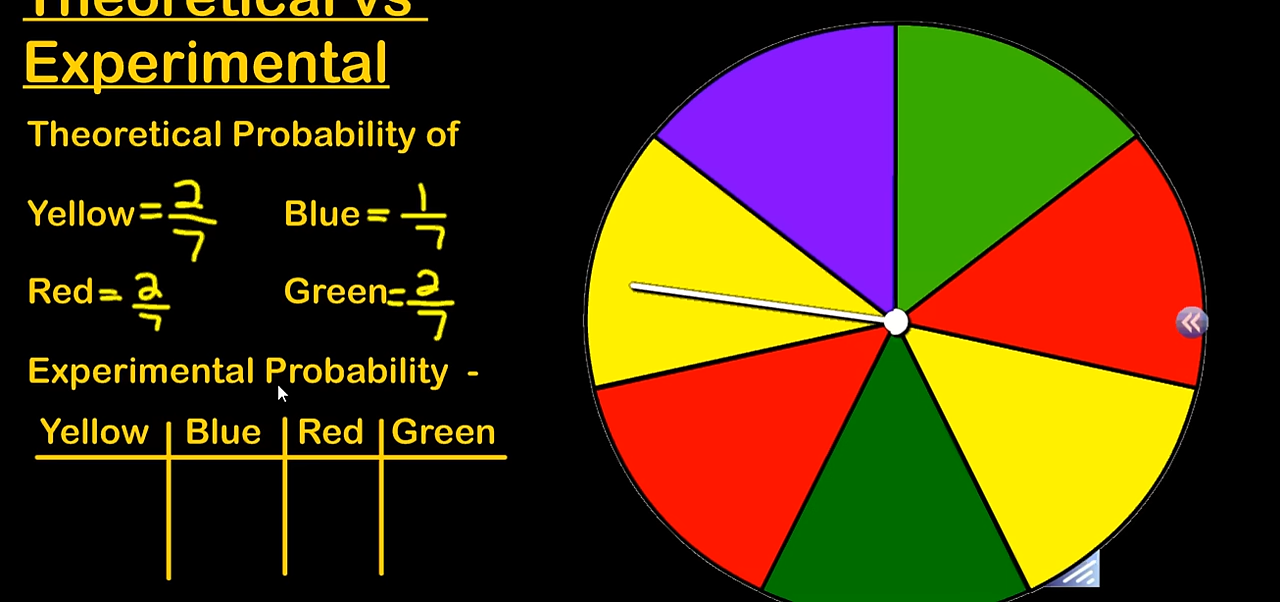 Theoretical vs
Experimental
Theoretical Probability of
Yellow = 2/7 Blue = 1/7
Red = 2/7 Green = 2/7
Experimental Probability -
Yellow Blue Red Green